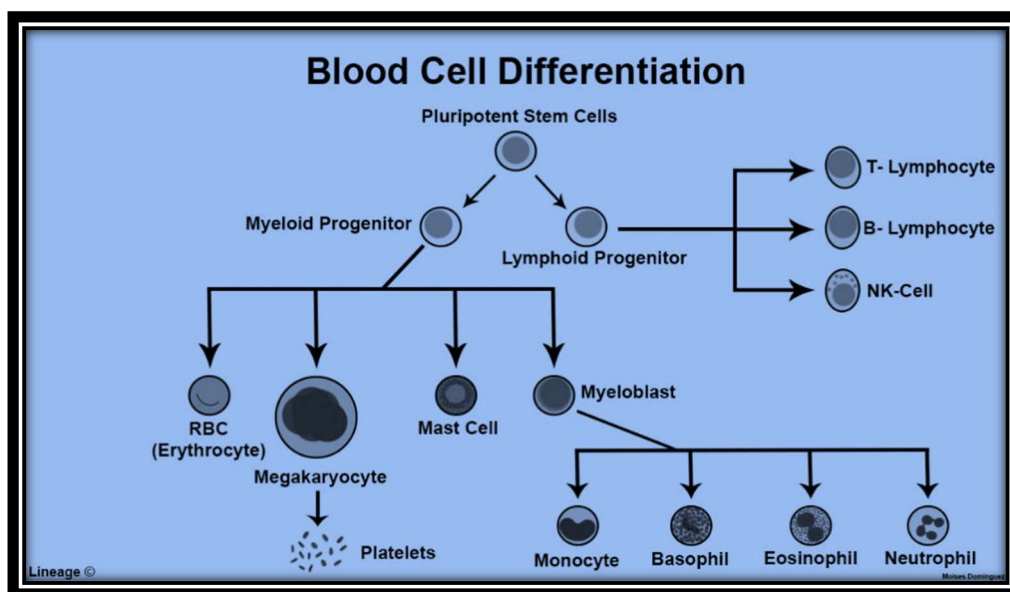 Blood Cell Differentiation
Pluripotent Stem Cells
T- Lymphocyte
Myeloid Progenitor
B- Lymphocyte
Lymphoid Progenitor
NK-Cell
Myeloblast
RBC
(Erythrocyte)
Mast Cell
Megakaryocyte
Platelets
Monocyte
Basophil
Eosinophil
Neutrophil
Lineage ©
Moises Dominguez